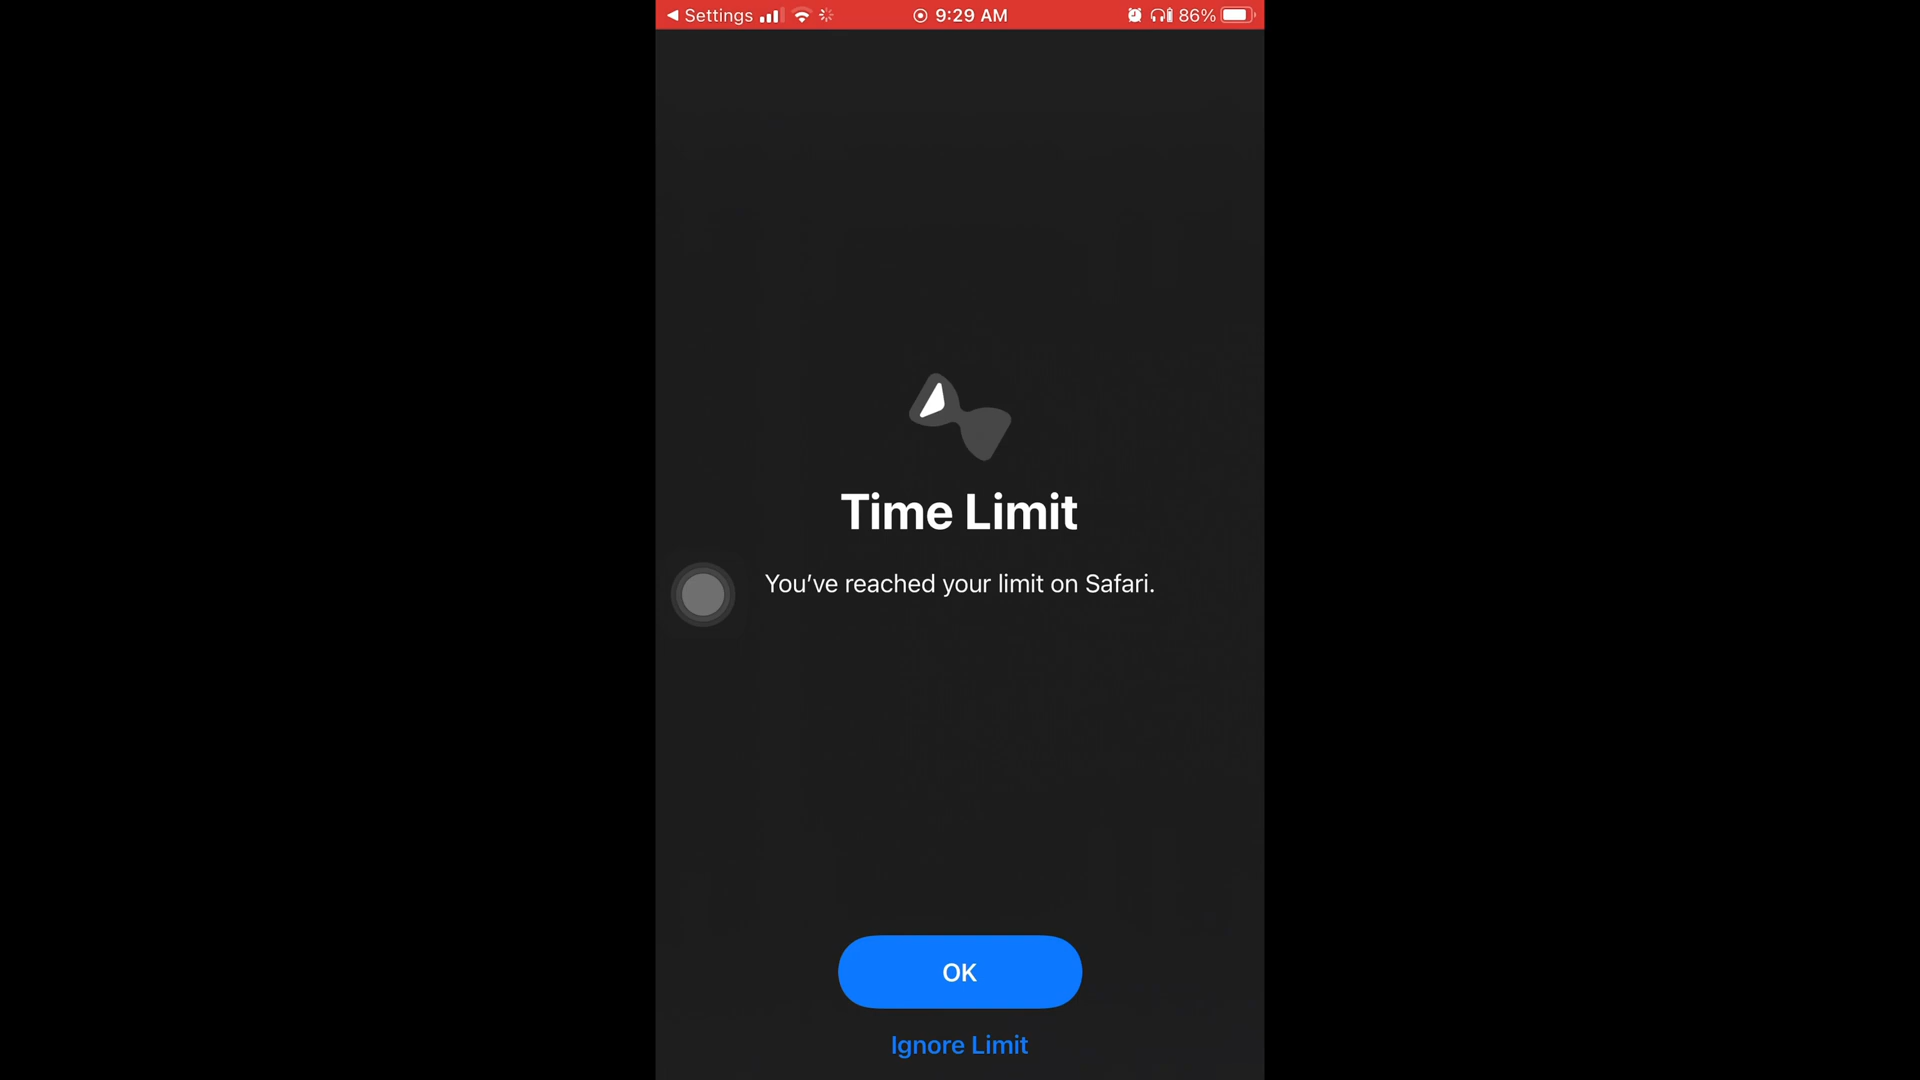 Settings 9:29 AM 86%
Time Limit
You’ve reached your limit on Safari.
OK
Ignore Limit